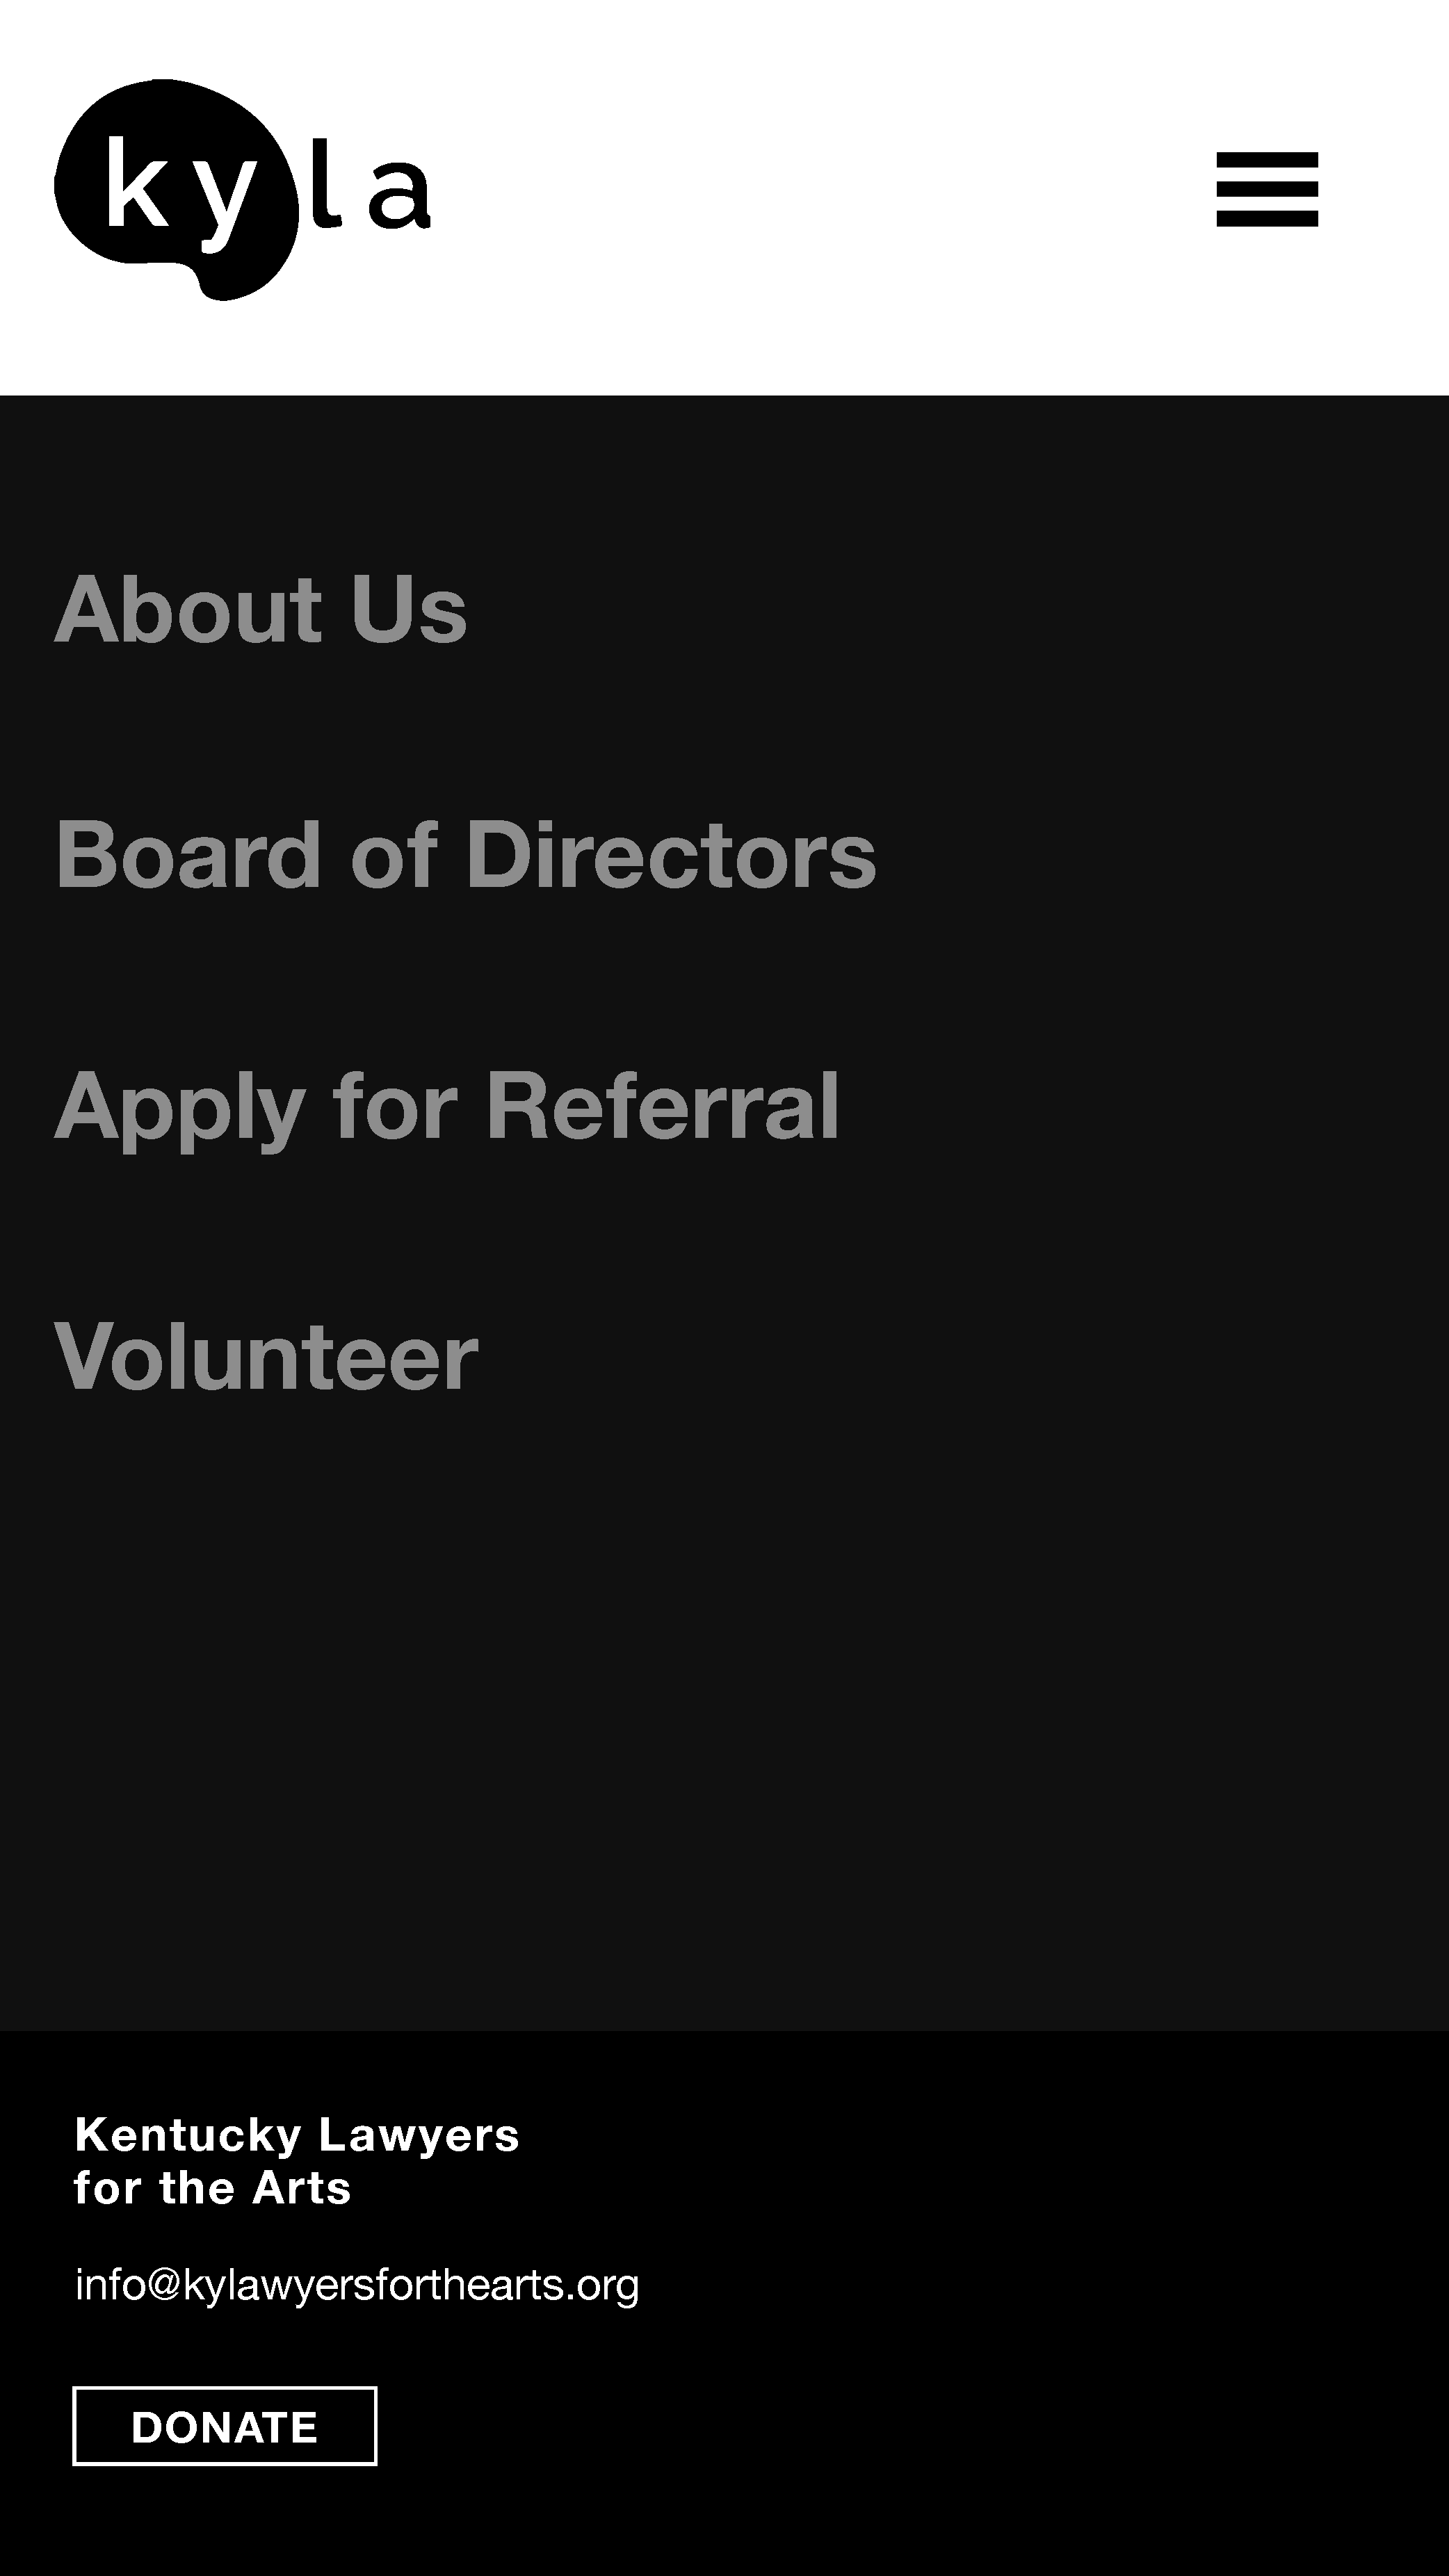 kyla
About Us
Board of Directors
Apply for Referral
Volunteer
Kentucky Lawyers
for the Arts
info@kylawyersforthearts.org
DONATE